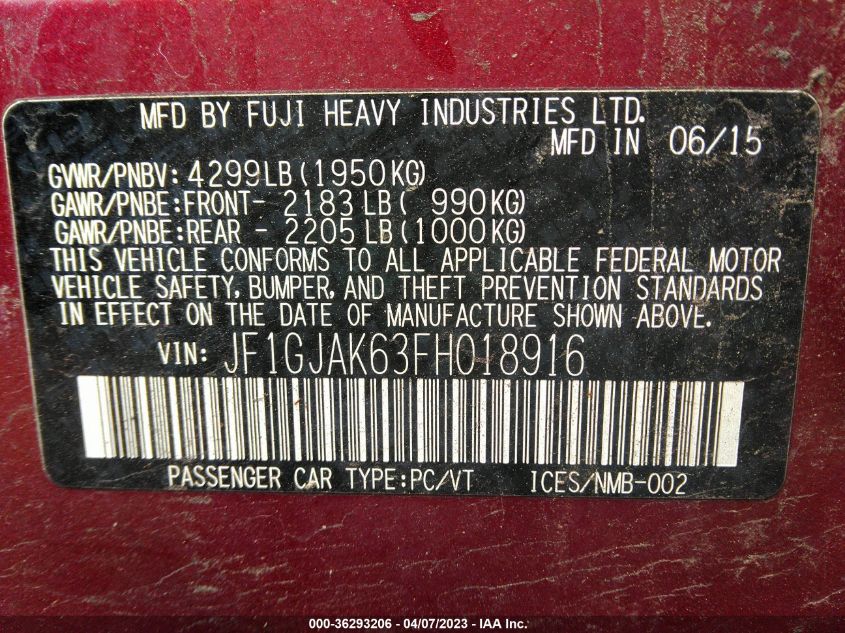 MFD BY FUJI HEAVY INDUSTRIES LTD.
MFD IN 06/15
GVWR/PNBV: 4299LB(1950KG)
GAWR/PNBE:FRONT- 2183LB( 990KG)
GAWR/PNBE:REAR - 2205LB(1000KG)
THIS VEHICLE CONFORMS TO ALL APPLICABLE FEDERAL MOTOR
VEHICLE SAFETY, BUMPER, AND THEFT PREVENTION STANDARDS
IN EFFECT ON THE DATE OF MANUFACTURE SHOWN ABOVE.
VIN: JF1GJAK63FH018916
PASSENGER CAR TYPE:PC/VT ICES/NMB-002
000-36293206 - 04/07/2023 - IAA Inc.